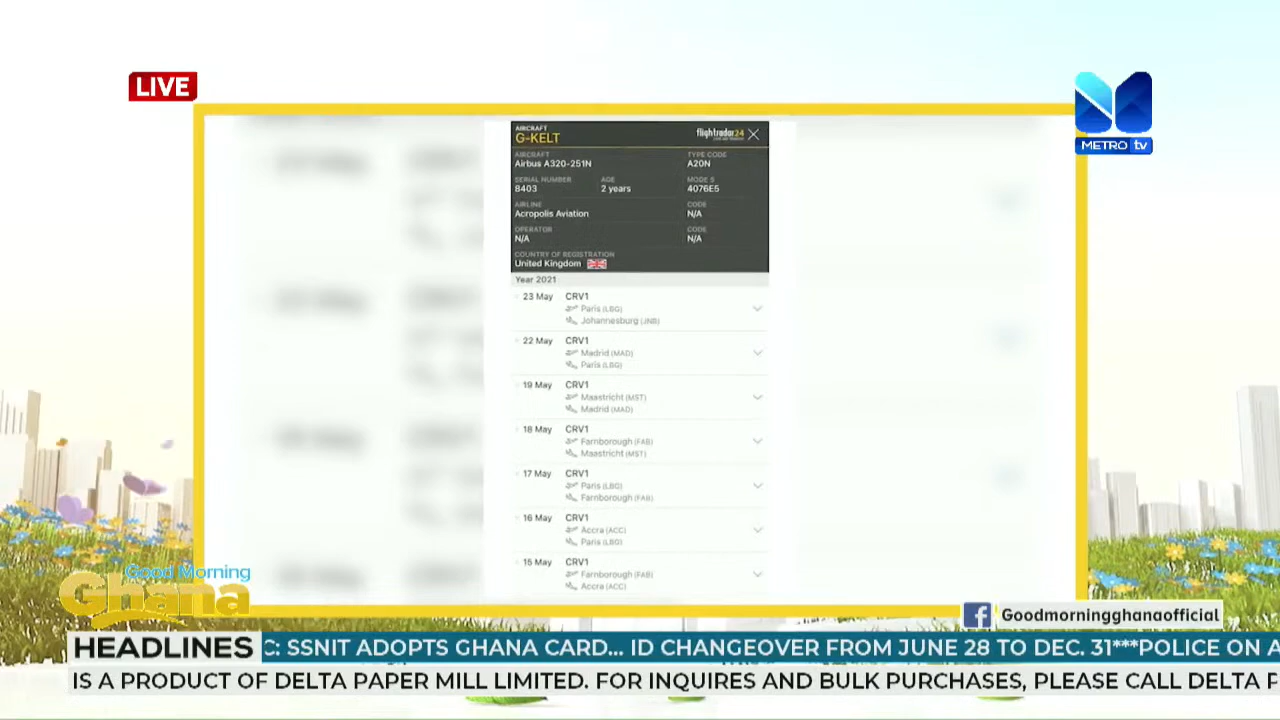 LIVE
METRO tv
AIRCRAFT
G-KELT
flightradar24
AIRCRAFT
Airbus A320-251N
TYPE CODE
A20N
SERIAL NUMBER
8403
AGE
2 years
MODE S
4076E5
AIRLINE
Acropolis Aviation
CODE
N/A
OPERATOR
N/A
CODE
N/A
COUNTRY OF REGISTRATION
United Kingdom
Year 2021
23 May CRV1
Paris (LBG)
Johannesburg (JNB)
22 May CRV1
Madrid (MAD)
Paris (LBG)
19 May CRV1
Maastricht (MST)
Madrid (MAD)
18 May CRV1
Farnborough (FAB)
Maastricht (MST)
17 May CRV1
Paris (LBG)
Farnborough (FAB)
16 May CRV1
Accra (ACC)
Paris (LBG)
15 May CRV1
Farnborough (FAB)
Accra (ACC)
Good Morning
Ghana
Goodmorningghanaofficial
HEADLINES C: SSNIT ADOPTS GHANA CARD... ID CHANGEOVER FROM JUNE 28 TO DEC. 31***POLICE ON A
IS A PRODUCT OF DELTA PAPER MILL LIMITED. FOR INQUIRES AND BULK PURCHASES, PLEASE CALL DELTA P